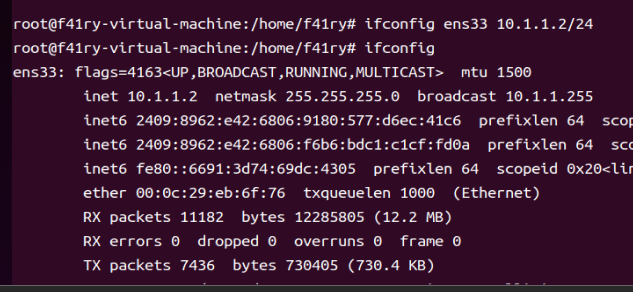 root@f41ry-virtual-machine:/home/f41ry# ifconfig ens33 10.1.1.2/24
root@f41ry-virtual-machine:/home/f41ry# ifconfig
ens33: flags=4163<UP,BROADCAST,RUNNING,MULTICAST>  mtu 1500
        inet 10.1.1.2  netmask 255.255.255.0  broadcast 10.1.1.255
        inet6 2409:8962:e42:6806:9180:577:d6ec:41c6  prefixlen 64  sco
        inet6 2409:8962:e42:6806:f6b6:bdc1:c1cf:fd0a  prefixlen 64  sc
        inet6 fe80::6691:3d74:69dc:4305  prefixlen 64  scopeid 0x20<lin
        ether 00:0c:29:eb:6f:76  txqueuelen 1000  (Ethernet)
        RX packets 11182  bytes 12285805 (12.2 MB)
        RX errors 0  dropped 0  overruns 0  frame 0
        TX packets 7436  bytes 730405 (730.4 KB)